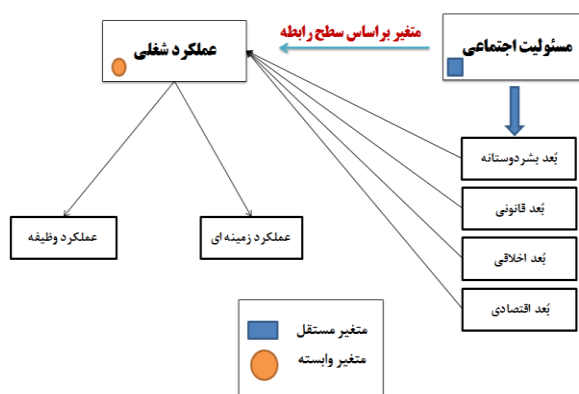 مسئولیت اجتماعی
متغیر براساس سطح رابطه
عملکرد شغلی
بُعد بشردوستانه
بُعد قانونی
بُعد اخلاقی
بُعد اقتصادی
عملکرد زمینه ای
عملکرد وظیفه
متغیر مستقل
متغیر وابسته